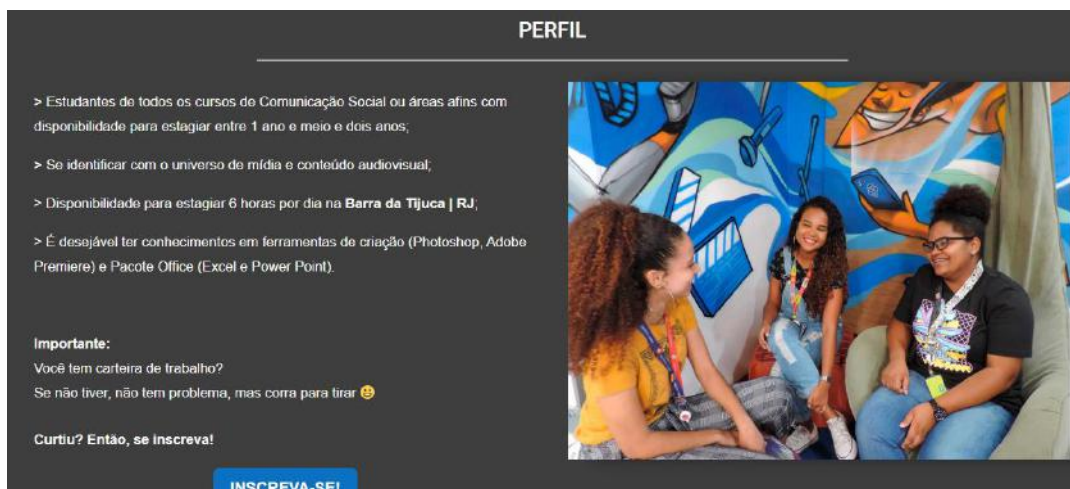 PERFIL
> Estudantes de todos os cursos de Comunicação Social ou áreas afins com
disponibilidade para estagiar entre 1 ano e meio e dois anos;
> Se identificar com o universo de mídia e conteúdo audiovisual;
> Disponibilidade para estagiar 6 horas por dia na Barra da Tijuca | RJ;
> É desejável ter conhecimentos em ferramentas de criação (Photoshop, Adobe
Premiere) e Pacote Office (Excel e Power Point).
Importante:
Você tem carteira de trabalho?
Se não tiver, não tem problema, mas corra para tirar 😀
Curtiu? Então, se inscreva!
INSCREVA-SE!